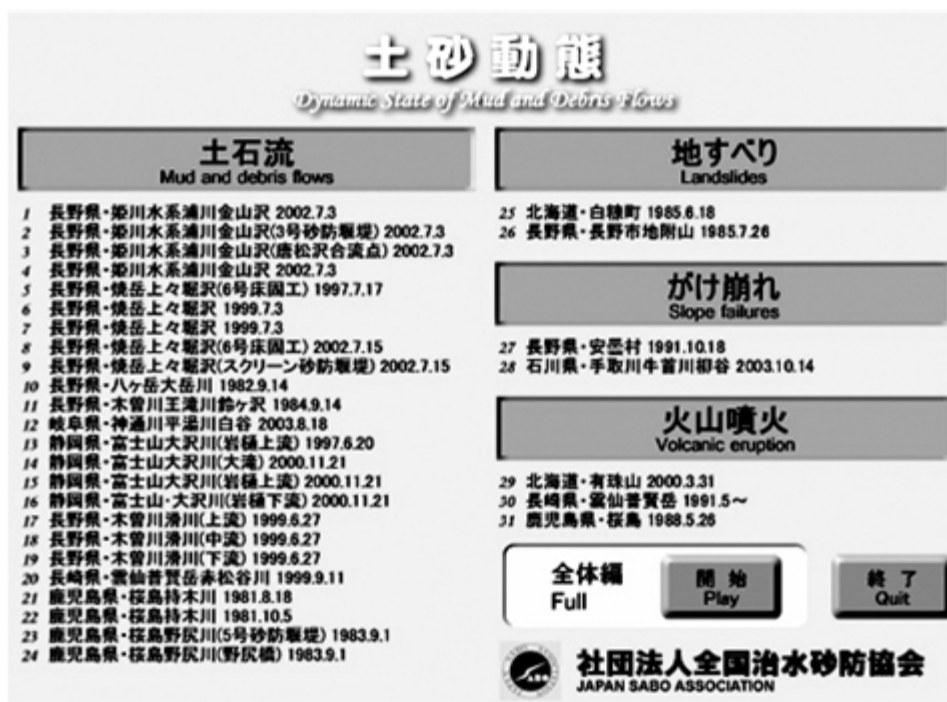 土砂動態
Dynamic State of Mud and Debris Flows
土石流
Mud and debris flows
1 長野県・姫川水系浦川金山沢 2002.7.3
2 長野県・姫川水系浦川金山沢(3号砂防堰堤) 2002.7.3
3 長野県・姫川水系浦川金山沢(唐松沢合流点) 2002.7.3
4 長野県・姫川水系浦川金山沢 2002.7.3
5 長野県・焼岳上々堀沢(6号床固工) 1997.7.17
6 長野県・焼岳上々堀沢 1999.7.3
7 長野県・焼岳上々堀沢 1999.7.3
8 長野県・焼岳上々堀沢(6号床固工) 2002.7.15
9 長野県・焼岳上々堀沢(スクリーン砂防堰堤) 2002.7.15
10 長野県・八ヶ岳大岳川 1982.9.14
11 長野県・木曽川王滝川鈴ヶ沢 1984.9.14
12 岐阜県・神通川平湯川白谷 2003.8.18
13 静岡県・富士山大沢川(岩樋上流) 1997.6.20
14 静岡県・富士山大沢川(大滝) 2000.11.21
15 静岡県・富士山大沢川(岩樋上流) 2000.11.21
16 静岡県・富士山・大沢川(岩樋下流) 2000.11.21
17 長野県・木曽川滑川(上流) 1999.6.27
18 長野県・木曽川滑川(中流) 1999.6.27
19 長野県・木曽川滑川(下流) 1999.6.27
20 長崎県・雲仙普賢岳赤松谷川 1999.9.11
21 鹿児島県・桜島持木川 1981.8.18
22 鹿児島県・桜島持木川 1981.10.5
23 鹿児島県・桜島野尻川(5号砂防堰堤) 1983.9.1
24 鹿児島県・桜島野尻川(野尻橋) 1983.9.1
地すべり
Landslides
25 北海道・白糠町 1985.6.18
26 長野県・長野市地附山 1985.7.26
がけ崩れ
Slope failures
27 長野県・安曇村 1991.10.18
28 石川県・手取川牛首川柳谷 2003.10.14
火山噴火
Volcanic eruption
29 北海道・有珠山 2000.3.31
30 長崎県・雲仙普賢岳 1991.5～
31 鹿児島県・桜島 1988.5.26
全体編
Full
開始
Play
終了
Quit
社団法人全国治水砂防協会
JAPAN SABO ASSOCIATION